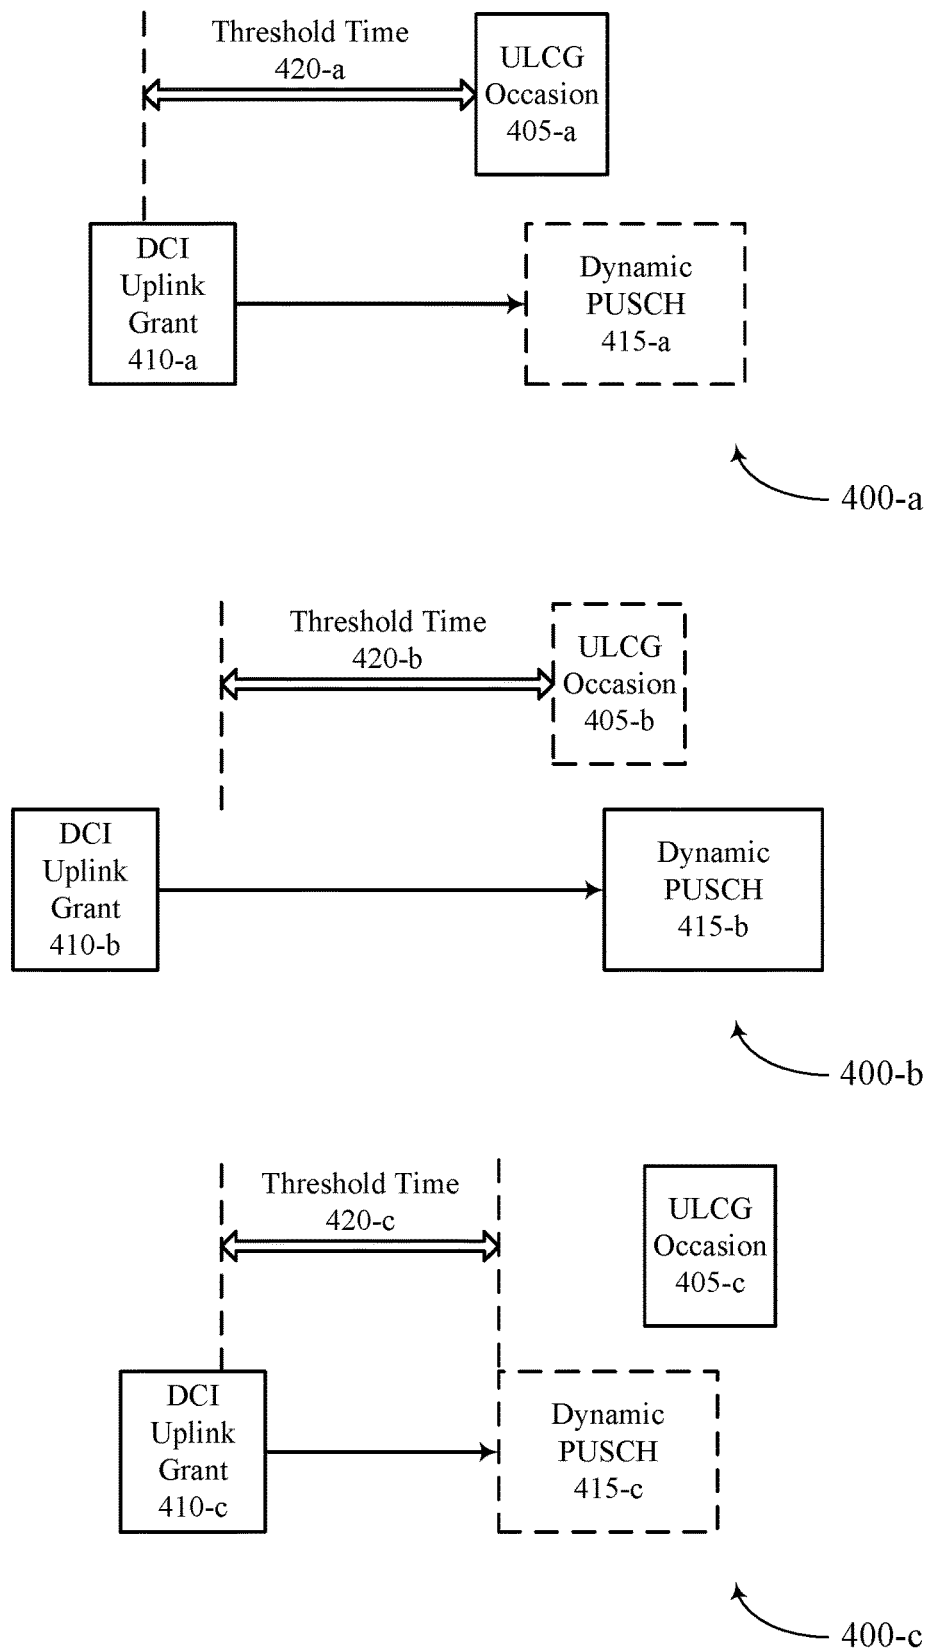 Threshold Time
420-a
ULCG
Occasion
405-a
DCI
Uplink
Grant
410-a
Dynamic
PUSCH
415-a
400-a
Threshold Time
420-b
ULCG
Occasion
405-b
DCI
Uplink
Grant
410-b
Dynamic
PUSCH
415-b
400-b
Threshold Time
420-c
ULCG
Occasion
405-c
DCI
Uplink
Grant
410-c
Dynamic
PUSCH
415-c
400-c